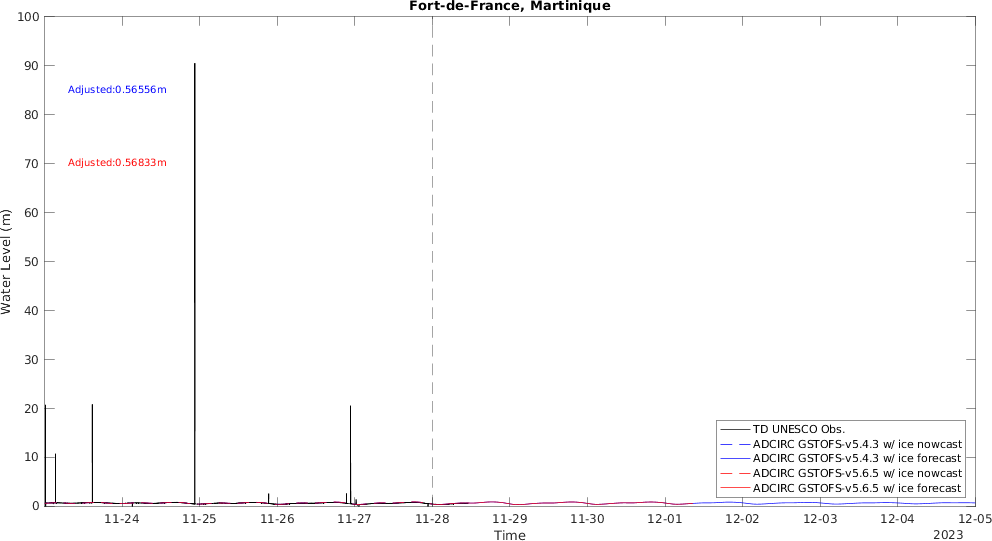 Fort-de-France, Martinique
100
90
80
70
60
50
40
30
20
10
0
Water Level (m)
Adjusted:0.56556m
Adjusted:0.56833m
TD UNESCO Obs.
ADCIRC GSTOFS-v5.4.3 w/ ice nowcast
ADCIRC GSTOFS-v5.4.3 w/ ice forecast
ADCIRC GSTOFS-v5.6.5 w/ ice nowcast
ADCIRC GSTOFS-v5.6.5 w/ ice forecast
11-24 11-25 11-26 11-27 11-28 11-29 11-30 12-01 12-02 12-03 12-04 12-05
Time
2023